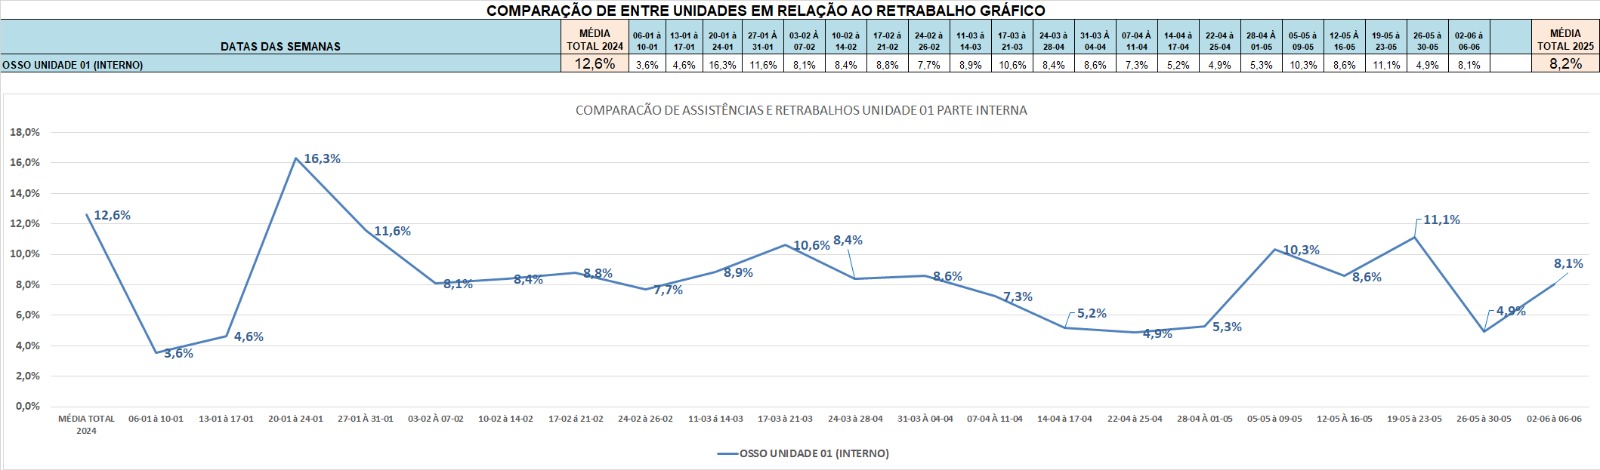 COMPARAÇÃO DE ENTRE UNIDADES EM RELAÇÃO AO RETRABALHO GRÁFICO
DATAS DAS SEMANAS
MÉDIA TOTAL 2024
06-01 à 10-01
13-01 à 17-01
20-01 à 24-01
27-01 À 31-01
03-02 À 07-02
10-02 à 14-02
17-02 à 21-02
24-02 à 26-02
11-03 à 14-03
17-03 à 21-03
24-03 à 28-04
31-03 À 04-04
07-04 À 11-04
14-04 à 17-04
22-04 à 25-04
28-04 À 01-05
05-05 à 09-05
12-05 À 16-05
19-05 à 23-05
26-05 à 30-05
02-06 à 06-06
MÉDIA TOTAL 2025
OSSO UNIDADE 01 (INTERNO) 12,6% 3,6% 4,6% 16,3% 11,6% 8,1% 8,4% 8,8% 7,7% 8,9% 10,6% 8,4% 8,6% 7,3% 5,2% 4,9% 5,3% 10,3% 8,6% 11,1% 4,9% 8,1% 8,2%
COMPARACÃO DE ASSISTÊNCIAS E RETRABALHOS UNIDADE 01 PARTE INTERNA
18,0%
16,0%
14,0%
12,0%
10,0%
8,0%
6,0%
4,0%
2,0%
0,0%
12,6%
3,6%
4,6%
16,3%
11,6%
8,1%
8,4%
8,8%
7,7%
8,9%
10,6%
8,4%
8,6%
7,3%
5,2%
4,9%
5,3%
10,3%
8,6%
11,1%
4,9%
8,1%
MÉDIA TOTAL
2024
06-01 à 10-01
13-01 à 17-01
20-01 à 24-01
27-01 À 31-01
03-02 À 07-02
10-02 à 14-02
17-02 à 21-02
24-02 à 26-02
11-03 à 14-03
17-03 à 21-03
24-03 à 28-04
31-03 À 04-04
07-04 À 11-04
14-04 à 17-04
22-04 à 25-04
28-04 À 01-05
05-05 à 09-05
12-05 À 16-05
19-05 à 23-05
26-05 à 30-05
02-06 à 06-06
OSSO UNIDADE 01 (INTERNO)